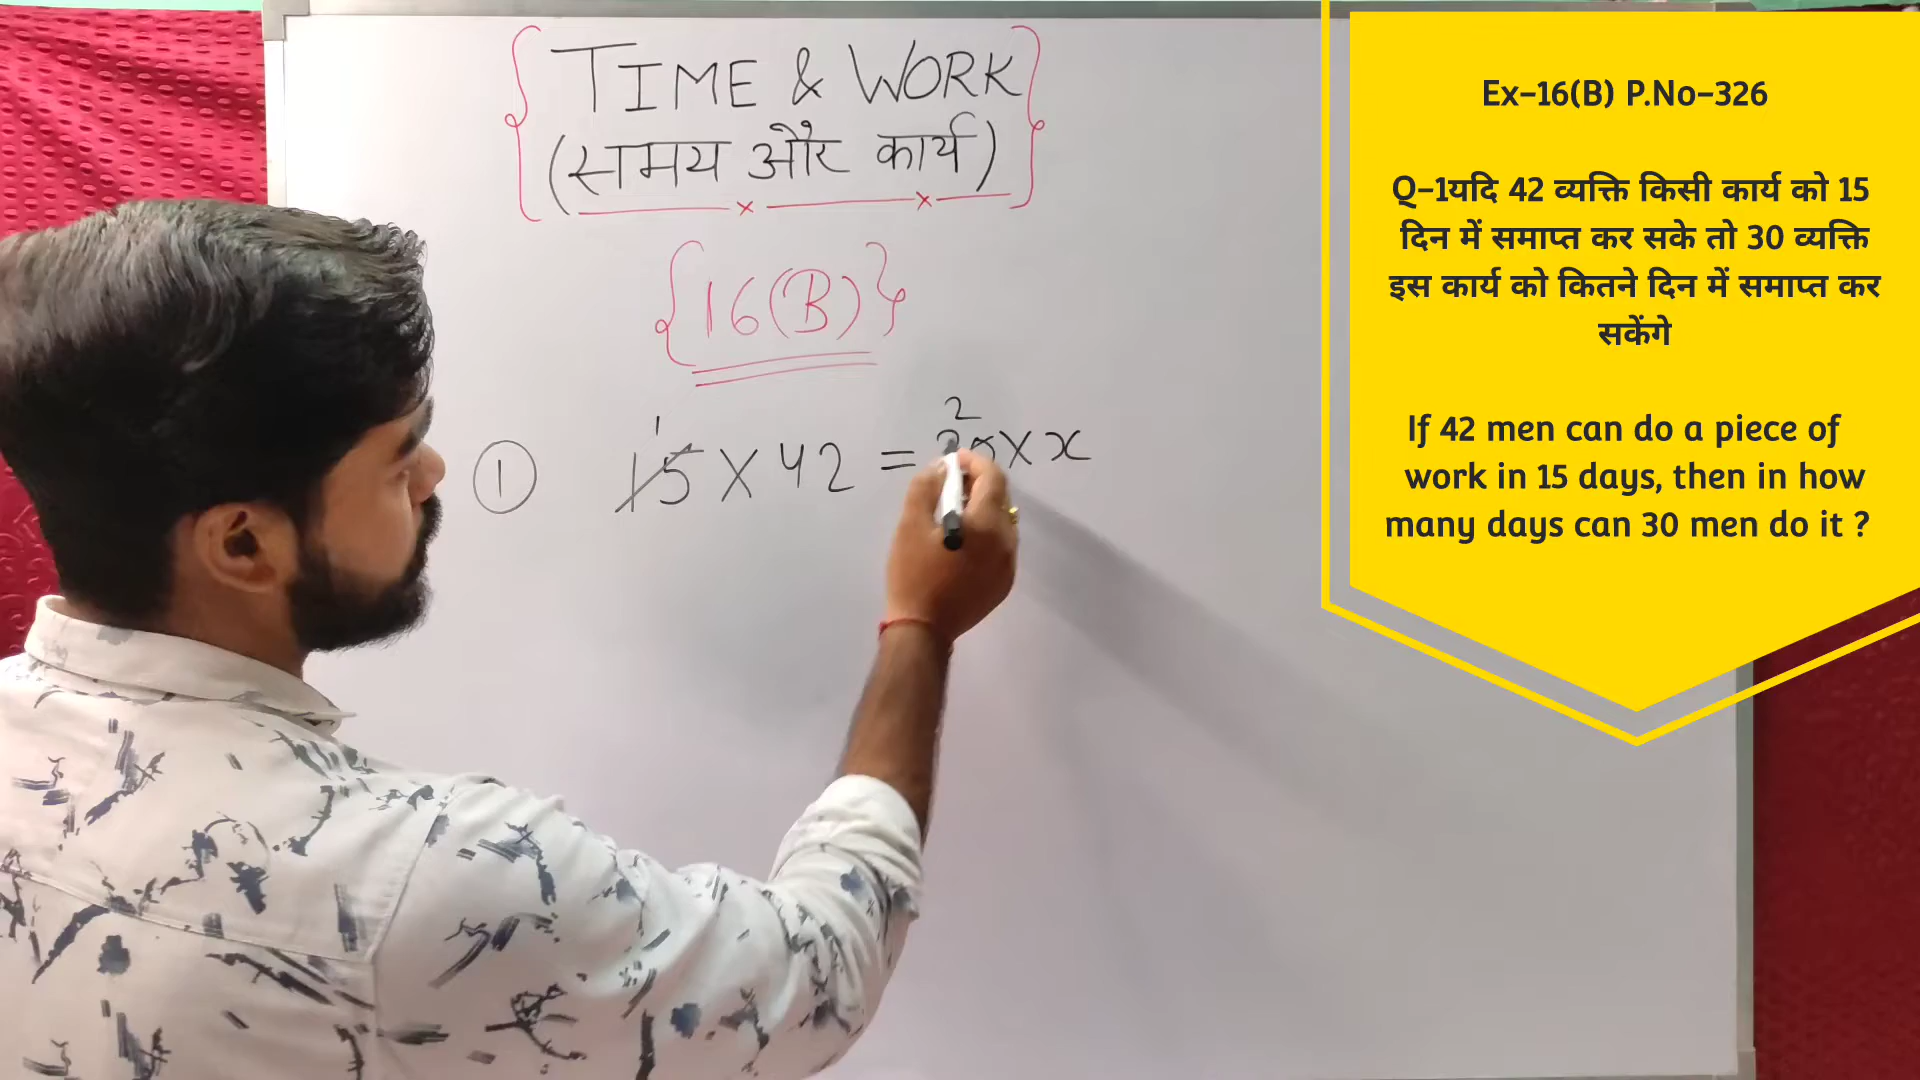 TIME & WORK
(समय और कार्य)
{16(B)}
1 2
① 15 X 42 = 30 X x
Ex-16(B) P.No-326
Q-1यदि 42 व्यक्ति किसी कार्य को 15
दिन में समाप्त कर सके तो 30 व्यक्ति
इस कार्य को कितने दिन में समाप्त कर
सकेंगे
If 42 men can do a piece of
work in 15 days, then in how
many days can 30 men do it ?